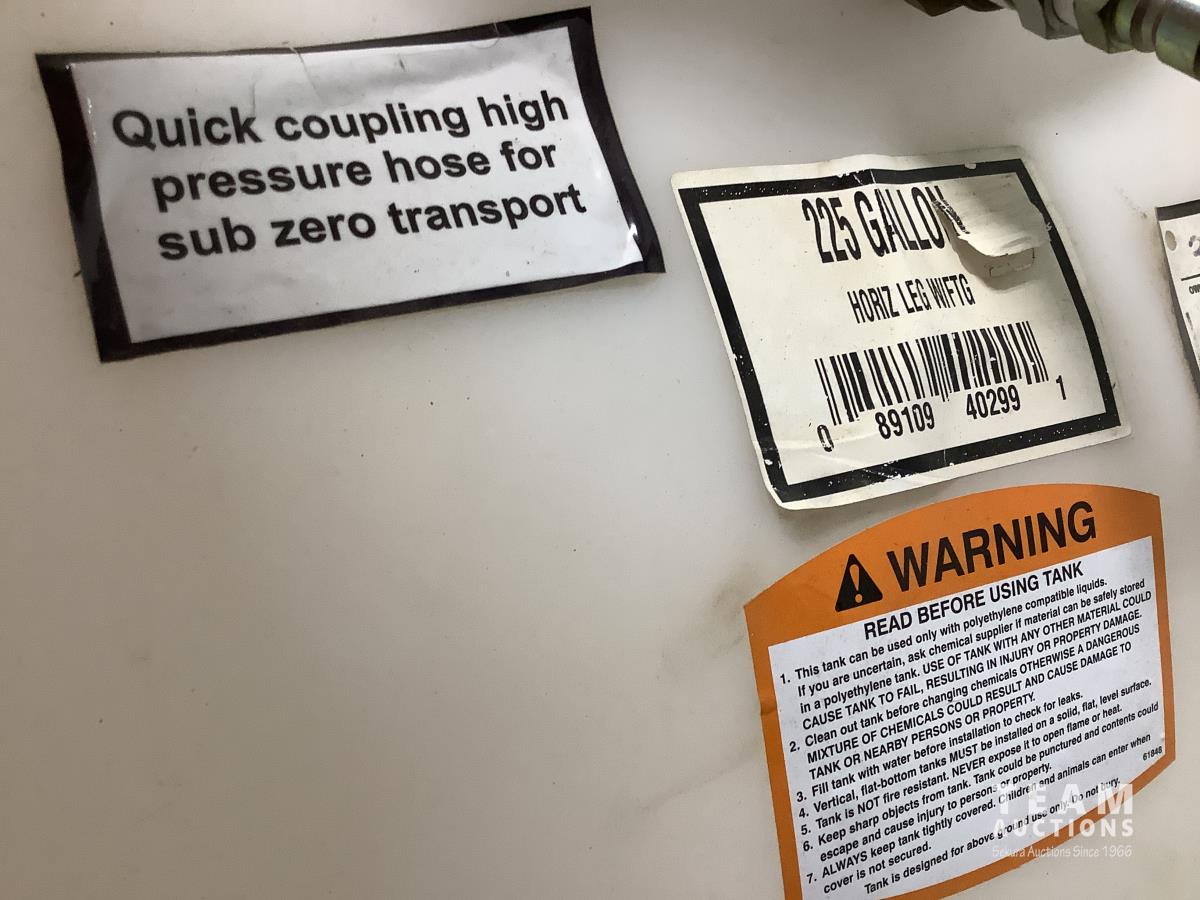 Quick coupling high
pressure hose for
sub zero transport
225 GALLON
HORIZ LEG W/FTG
0 89109 40299 1
WARNING
READ BEFORE USING TANK
1. This tank can be used only with polyethylene compatible liquids.
If you are uncertain, ask chemical supplier if material can be safely stored
in a polyethylene tank. USE OF TANK WITH ANY OTHER MATERIAL COULD
CAUSE TANK TO FAIL, RESULTING IN INJURY OR PROPERTY DAMAGE.
2. Clean out tank before changing chemicals OTHERWISE A DANGEROUS
MIXTURE OF CHEMICALS COULD RESULT AND CAUSE DAMAGE TO
TANK OR NEARBY PERSONS OR PROPERTY.
3. Fill tank with water before installation to check for leaks.
4. Vertical, flat-bottom tanks MUST be installed on a solid, flat, level surface.
5. Tank is NOT fire resistant. NEVER expose it to open flame or heat.
6. Keep sharp objects from tank. Tank could be punctured and contents could
escape and cause injury to persons or property.
7. ALWAYS keep tank tightly covered. Children and animals can enter when
cover is not secured.
Tank is designed for above ground use only. Do not bury.
61846
TEAM
AUCTIONS
Sekura Auctions Since 1966